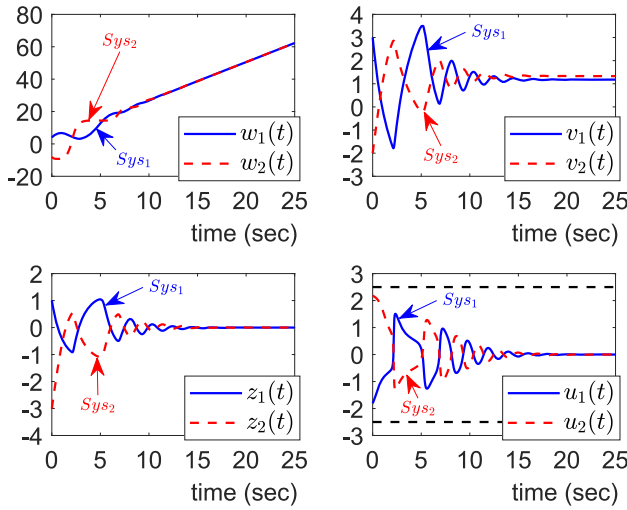 80
60
40
20
0
-20
0 5 10 15 20 25
time (sec)
Sys₂
Sys₁
w₁(t)
w₂(t)
4
3
2
1
0
-1
-2
-3
0 5 10 15 20 25
time (sec)
Sys₁
Sys₂
v₁(t)
v₂(t)
2
1
0
-1
-2
-3
-4
0 5 10 15 20 25
time (sec)
Sys₁
Sys₂
z₁(t)
z₂(t)
3
2
1
0
-1
-2
-3
0 5 10 15 20 25
time (sec)
Sys₁
Sys₂
u₁(t)
u₂(t)